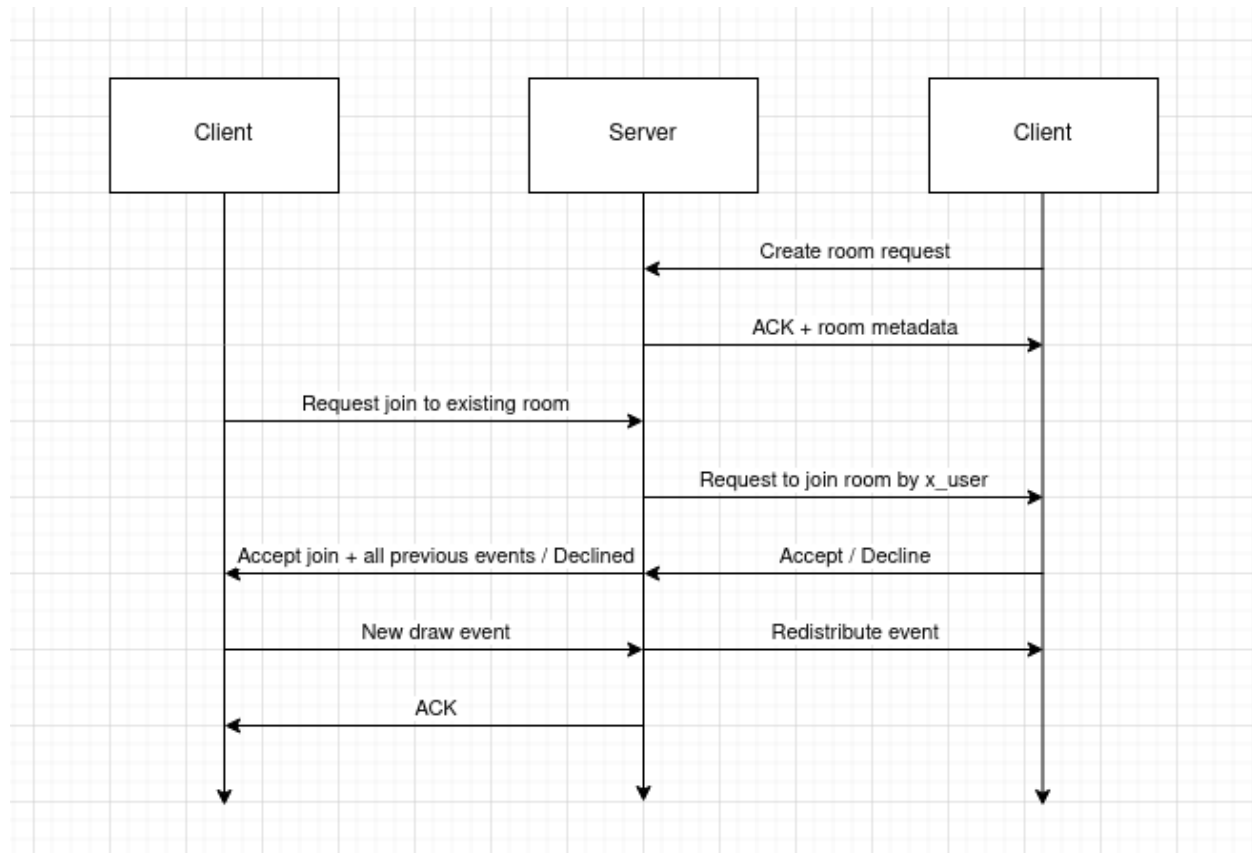 Client
Server
Client
Create room request
ACK + room metadata
Request join to existing room
Request to join room by x_user
Accept join + all previous events / Declined
Accept / Decline
New draw event
Redistribute event
ACK